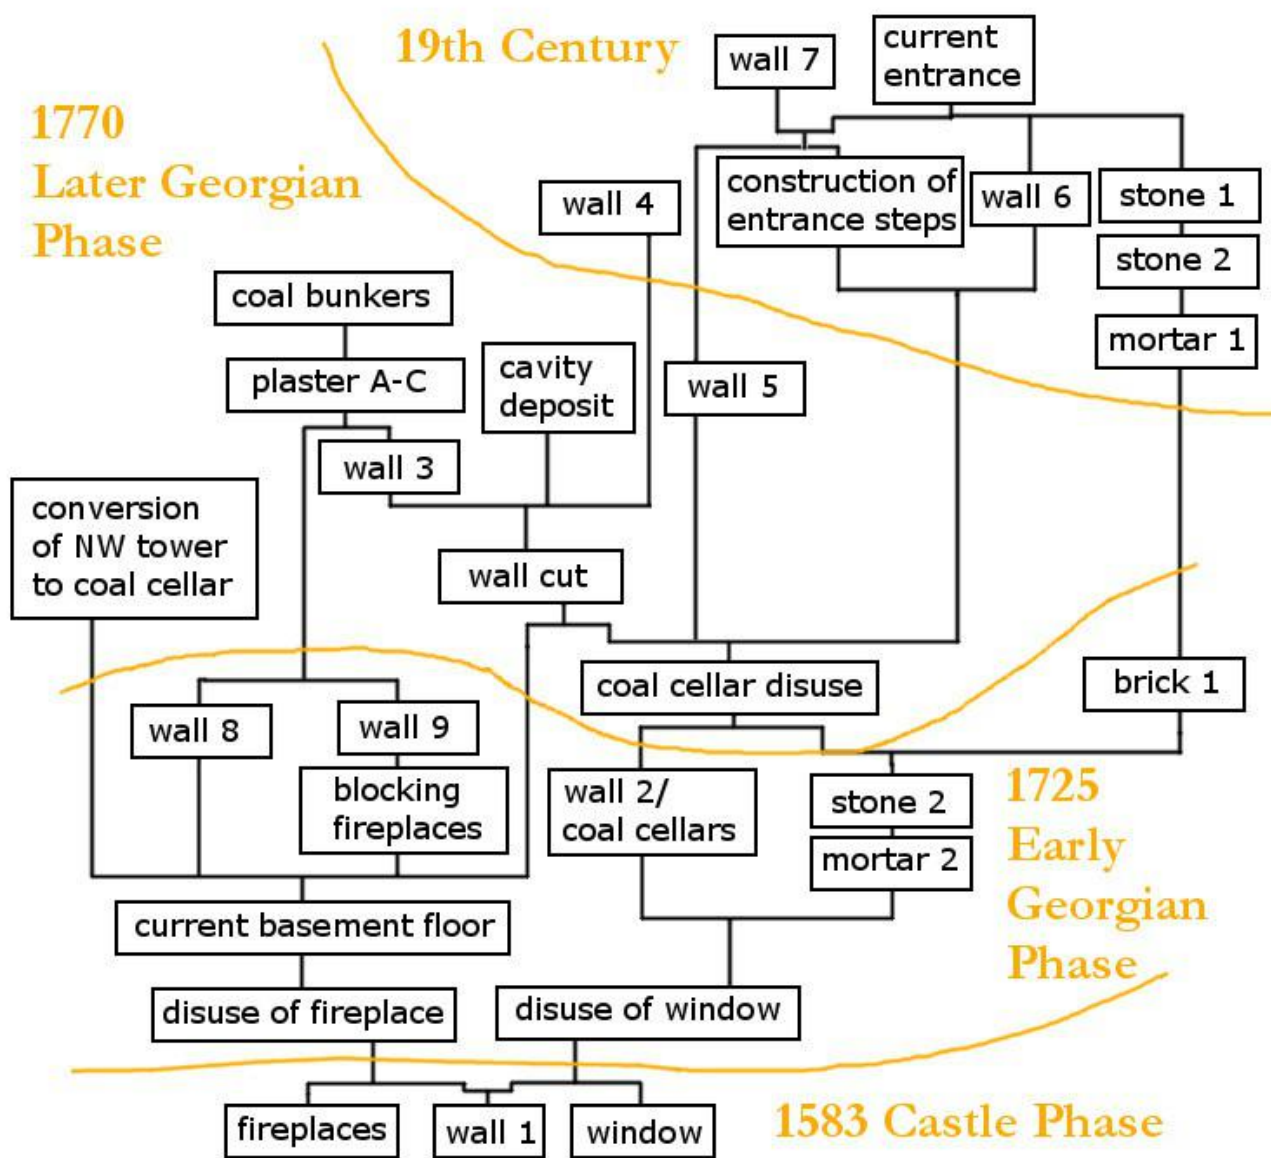 19th Century
wall 7
current
entrance
1770
Later Georgian
Phase
wall 4
construction of
entrance steps
wall 6
stone 1
stone 2
coal bunkers
mortar 1
plaster A-C
cavity
deposit
wall 5
wall 3
conversion
of NW tower
to coal cellar
wall cut
coal cellar disuse
brick 1
wall 8
wall 9
blocking
fireplaces
wall 2/
coal cellars
stone 2
mortar 2
1725
Early
Georgian
Phase
current basement floor
disuse of fireplace
disuse of window
fireplaces
wall 1
window
1583 Castle Phase